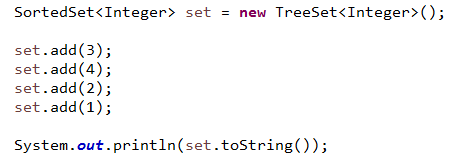 SortedSet<Integer> set = new TreeSet<Integer>();
set.add(3);
set.add(4);
set.add(2);
set.add(1);
System.out.println(set.toString());